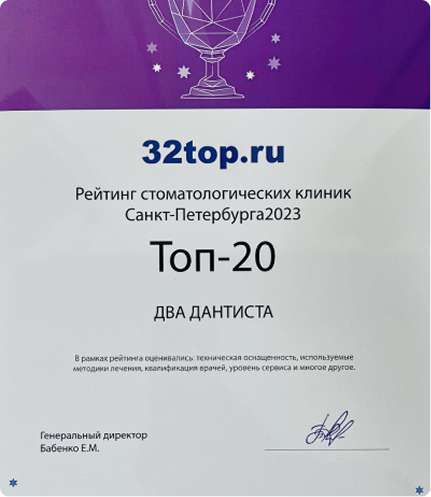 32top.ru
Рейтинг стоматологических клиник
Санкт-Петербурга2023
Топ-20
ДВА ДАНТИСТА
В рамках рейтинга оценивались: техническая оснащенность, используемые
методики лечения, квалификация врачей, уровень сервиса и многое другое.
Генеральный директор
Бабенко Е.М.